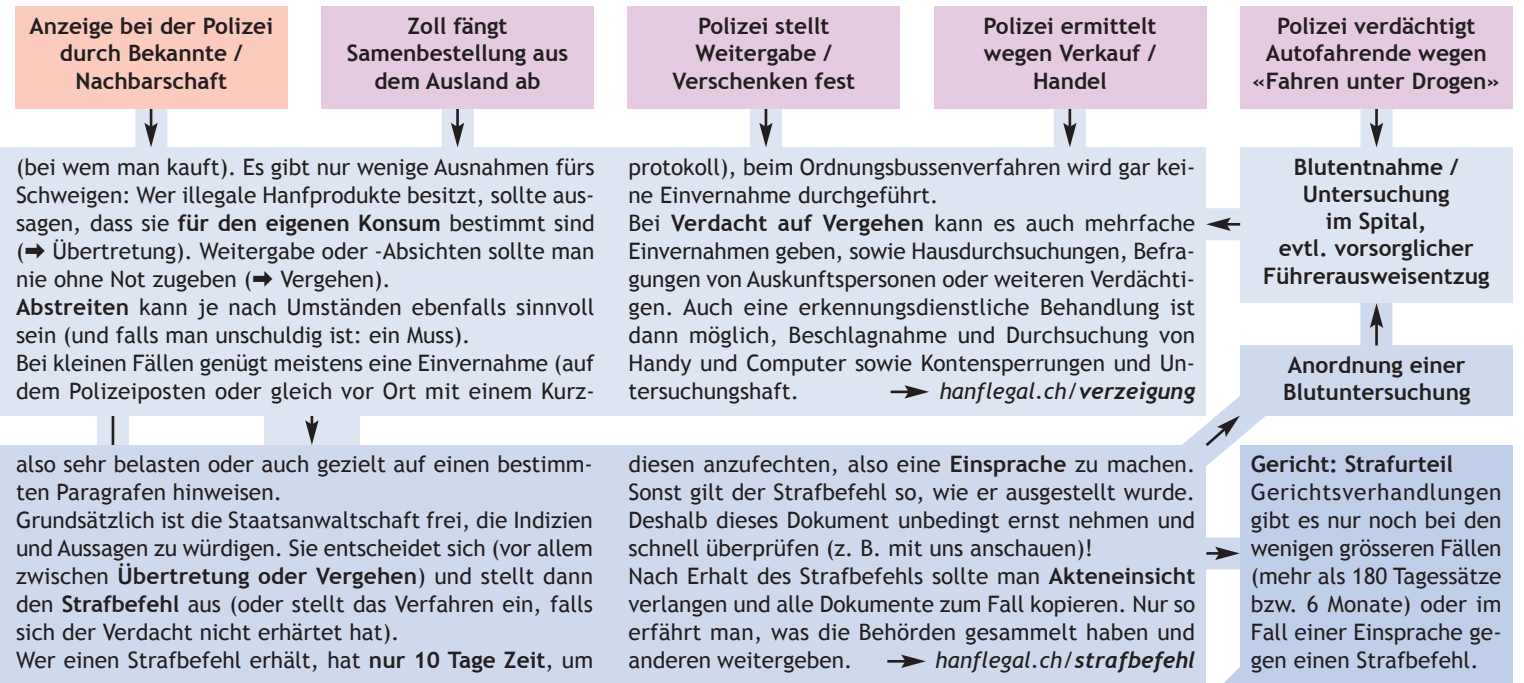 Anzeige bei der Polizei
durch Bekannte /
Nachbarschaft
Zoll fängt
Samenbestellung aus
dem Ausland ab
Polizei stellt
Weitergabe /
Verschenken fest
Polizei ermittelt
wegen Verkauf /
Handel
Polizei verdächtigt
Autofahrende wegen
«Fahren unter Drogen»
(bei wem man kauft). Es gibt nur wenige Ausnahmen fürs
Schweigen: Wer illegale Hanfprodukte besitzt, sollte aus-
sagen, dass sie für den eigenen Konsum bestimmt sind
(➡ Übertretung). Weitergabe oder -Absichten sollte man
nie ohne Not zugeben (➡ Vergehen).
Abstreiten kann je nach Umständen ebenfalls sinnvoll
sein (und falls man unschuldig ist: ein Muss).
Bei kleinen Fällen genügt meistens eine Einvernahme (auf
dem Polizeiposten oder gleich vor Ort mit einem Kurz-
protokoll), beim Ordnungsbussenverfahren wird gar kei-
ne Einvernahme durchgeführt.
Bei Verdacht auf Vergehen kann es auch mehrfache
Einvernahmen geben, sowie Hausdurchsuchungen, Befra-
gungen von Auskunftspersonen oder weiteren Verdächti-
gen. Auch eine erkennungsdienstliche Behandlung ist
dann möglich, Beschlagnahme und Durchsuchung von
Handy und Computer sowie Kontensperrungen und Un-
tersuchungshaft. → hanflegal.ch/verzeigung
Blutentnahme /
Untersuchung
im Spital,
evtl. vorsorglicher
Führerausweisentzug
Anordnung einer
Blutuntersuchung
also sehr belasten oder auch gezielt auf einen bestimm-
ten Paragrafen hinweisen.
Grundsätzlich ist die Staatsanwaltschaft frei, die Indizien
und Aussagen zu würdigen. Sie entscheidet sich (vor allem
zwischen Übertretung oder Vergehen) und stellt dann
den Strafbefehl aus (oder stellt das Verfahren ein, falls
sich der Verdacht nicht erhärtet hat).
Wer einen Strafbefehl erhält, hat nur 10 Tage Zeit, um
diesen anzufechten, also eine Einsprache zu machen.
Sonst gilt der Strafbefehl so, wie er ausgestellt wurde.
Deshalb dieses Dokument unbedingt ernst nehmen und
schnell überprüfen (z. B. mit uns anschauen)!
Nach Erhalt des Strafbefehls sollte man Akteneinsicht
verlangen und alle Dokumente zum Fall kopieren. Nur so
erfährt man, was die Behörden gesammelt haben und
anderen weitergeben. → hanflegal.ch/strafbefehl
Gericht: Strafurteil
Gerichtsverhandlungen
gibt es nur noch bei den
wenigen grösseren Fällen
(mehr als 180 Tagessätze
bzw. 6 Monate) oder im
Fall einer Einsprache ge-
gen einen Strafbefehl.